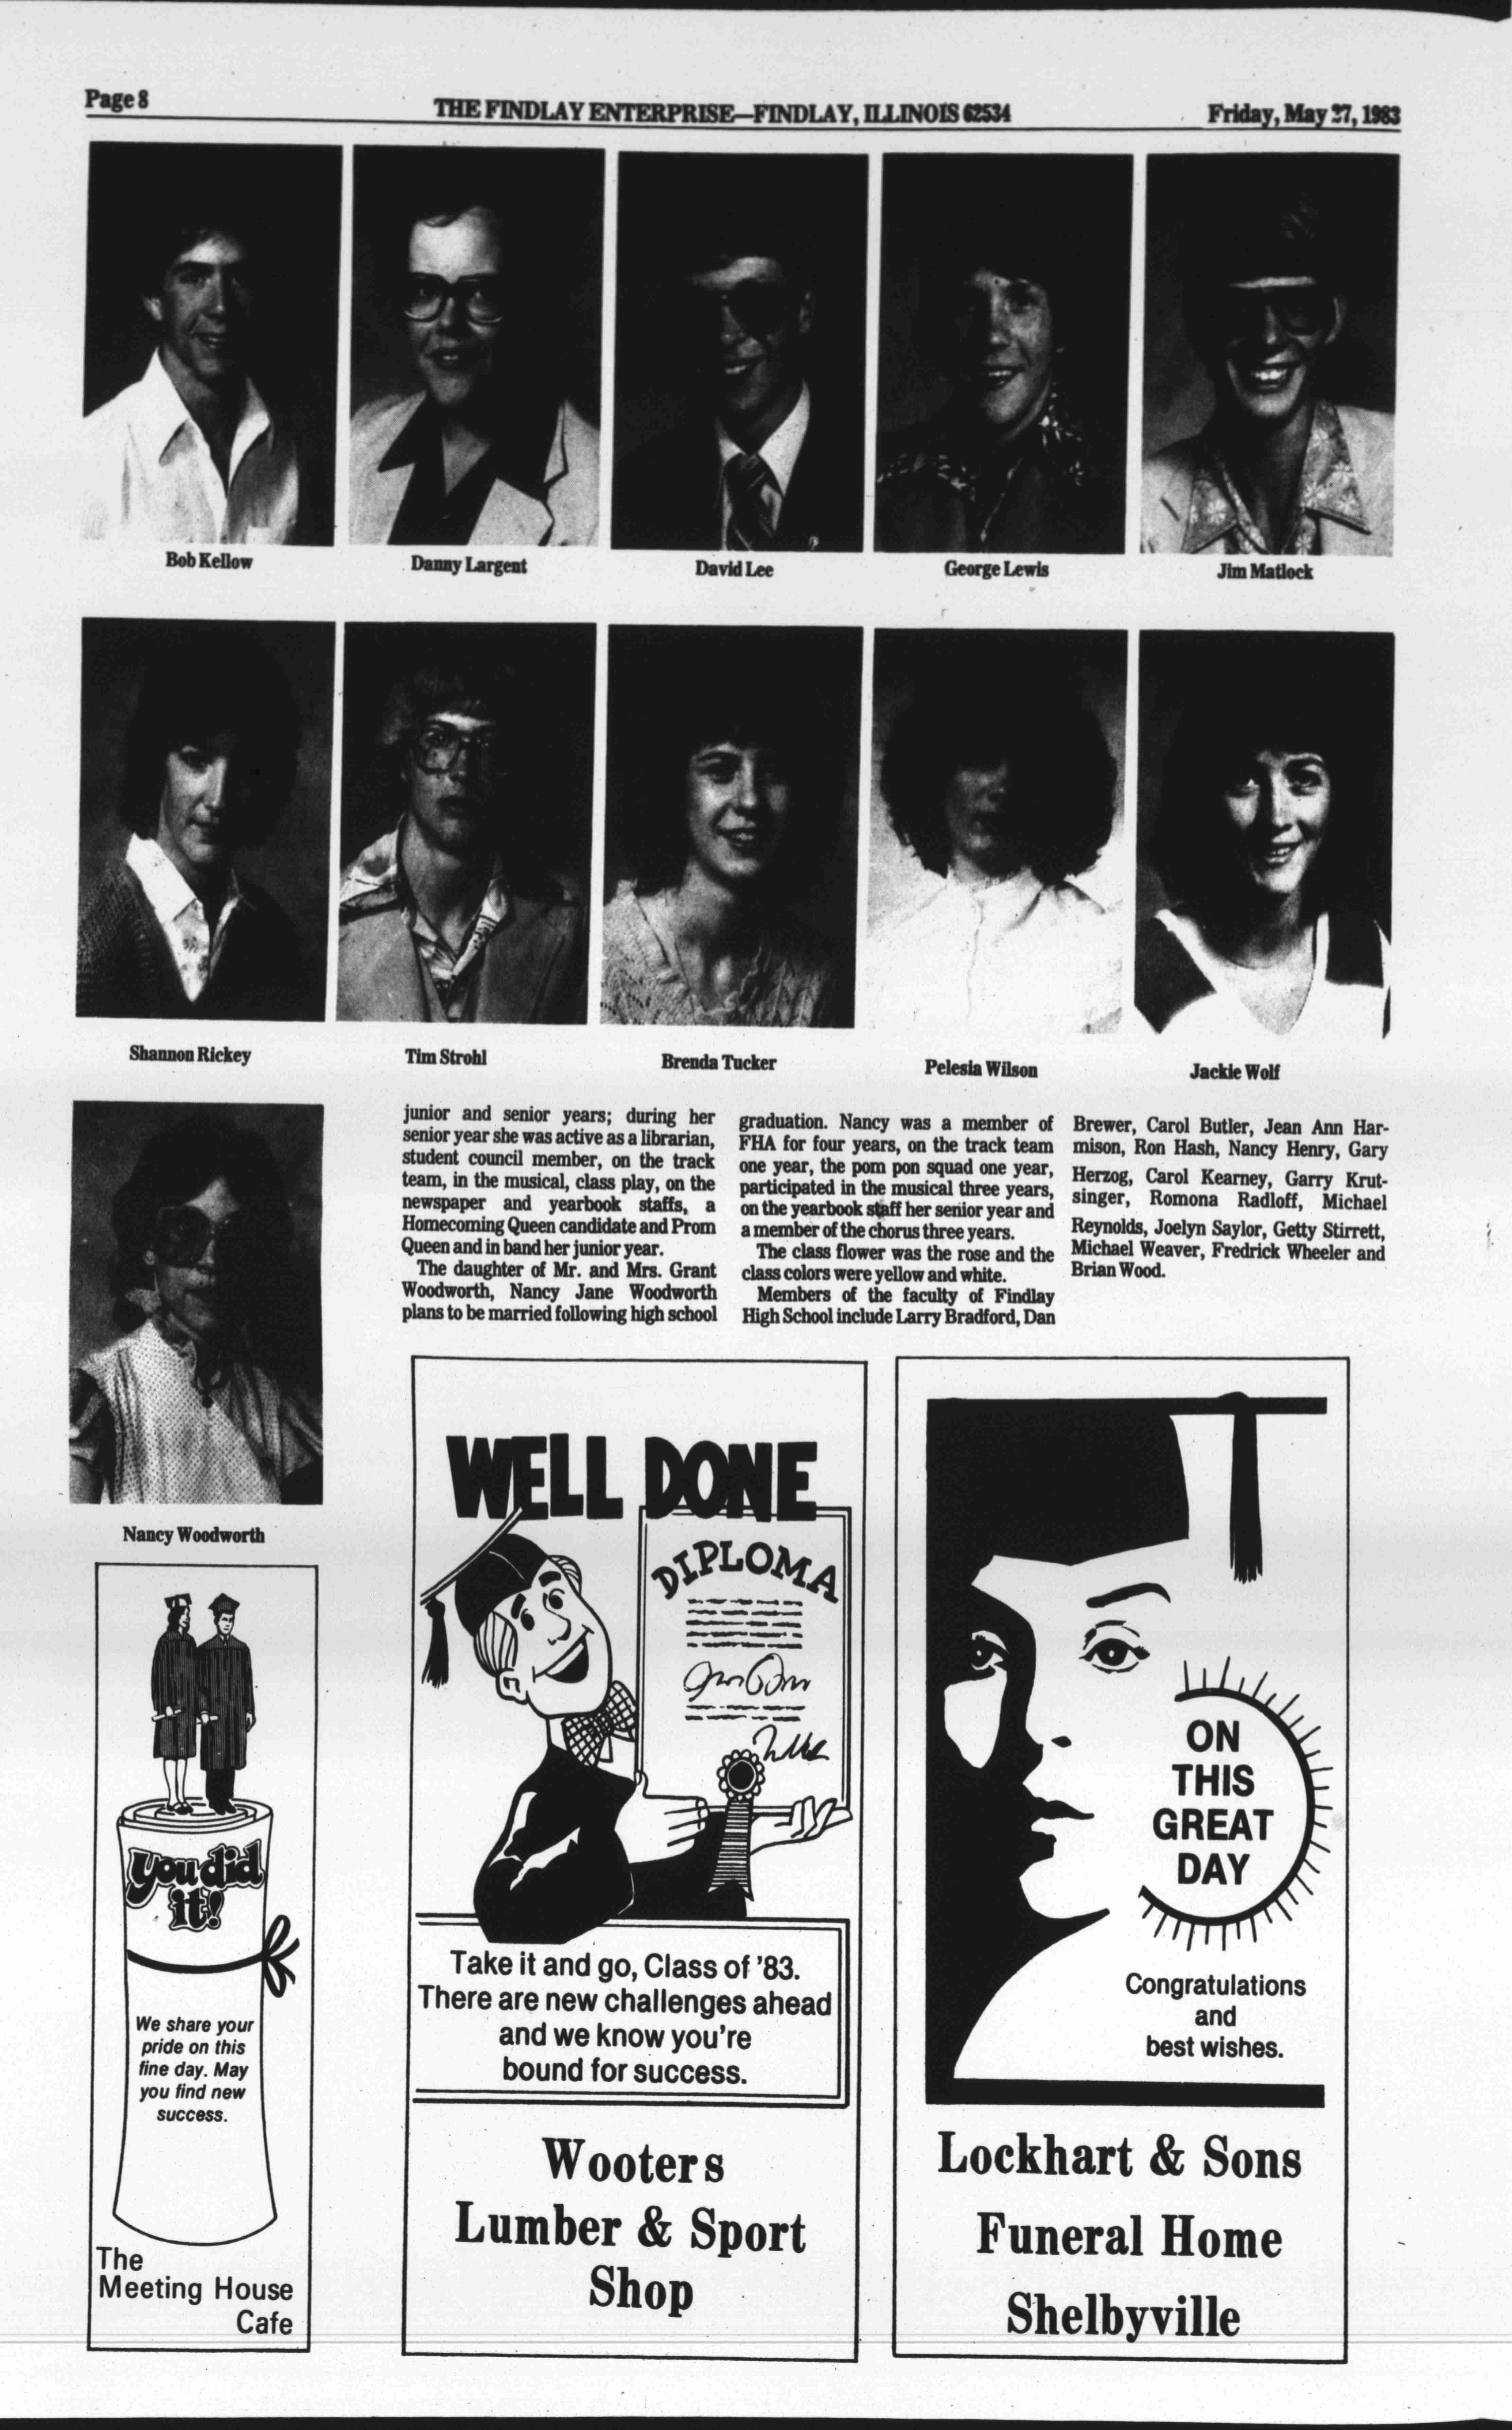 Page 8
THE FINDLAY ENTERPRISE—FINDLAY, ILLINOIS 62534
Friday, May 27, 1983
Bob Kellow
Danny Largent
David Lee
George Lewis
Jim Matlock
Shannon Rickey
Tim Strohl
Brenda Tucker
Pelesia Wilson
Jackie Wolf
Nancy Woodworth
junior and senior years; during her
senior year she was active as a librarian,
student council member, on the track
team, in the musical, class play, on the
newspaper and yearbook staffs, a
Homecoming Queen candidate and Prom
Queen and in band her junior year.
The daughter of Mr. and Mrs. Grant
Woodworth, Nancy Jane Woodworth
plans to be married following high school
graduation. Nancy was a member of
FHA for four years, on the track team
one year, the pom pon squad one year,
participated in the musical three years,
on the yearbook staff her senior year and
a member of the chorus three years.
The class flower was the rose and the
class colors were yellow and white.
Members of the faculty of Findlay
High School include Larry Bradford, Dan
Brewer, Carol Butler, Jean Ann Har-
mison, Ron Hash, Nancy Henry, Gary
Herzog, Carol Kearney, Garry Krut-
singer, Romona Radloff, Michael
Reynolds, Joelyn Saylor, Getty Stirrett,
Michael Weaver, Fredrick Wheeler and
Brian Wood.
you did
it!
We share your
pride on this
fine day. May
you find new
success.
The
Meeting House
Cafe
WELL DONE
DIPLOMA
Take it and go, Class of '83.
There are new challenges ahead
and we know you're
bound for success.
Wooters
Lumber & Sport
Shop
ON
THIS
GREAT
DAY
Congratulations
and
best wishes.
Lockhart & Sons
Funeral Home
Shelbyville